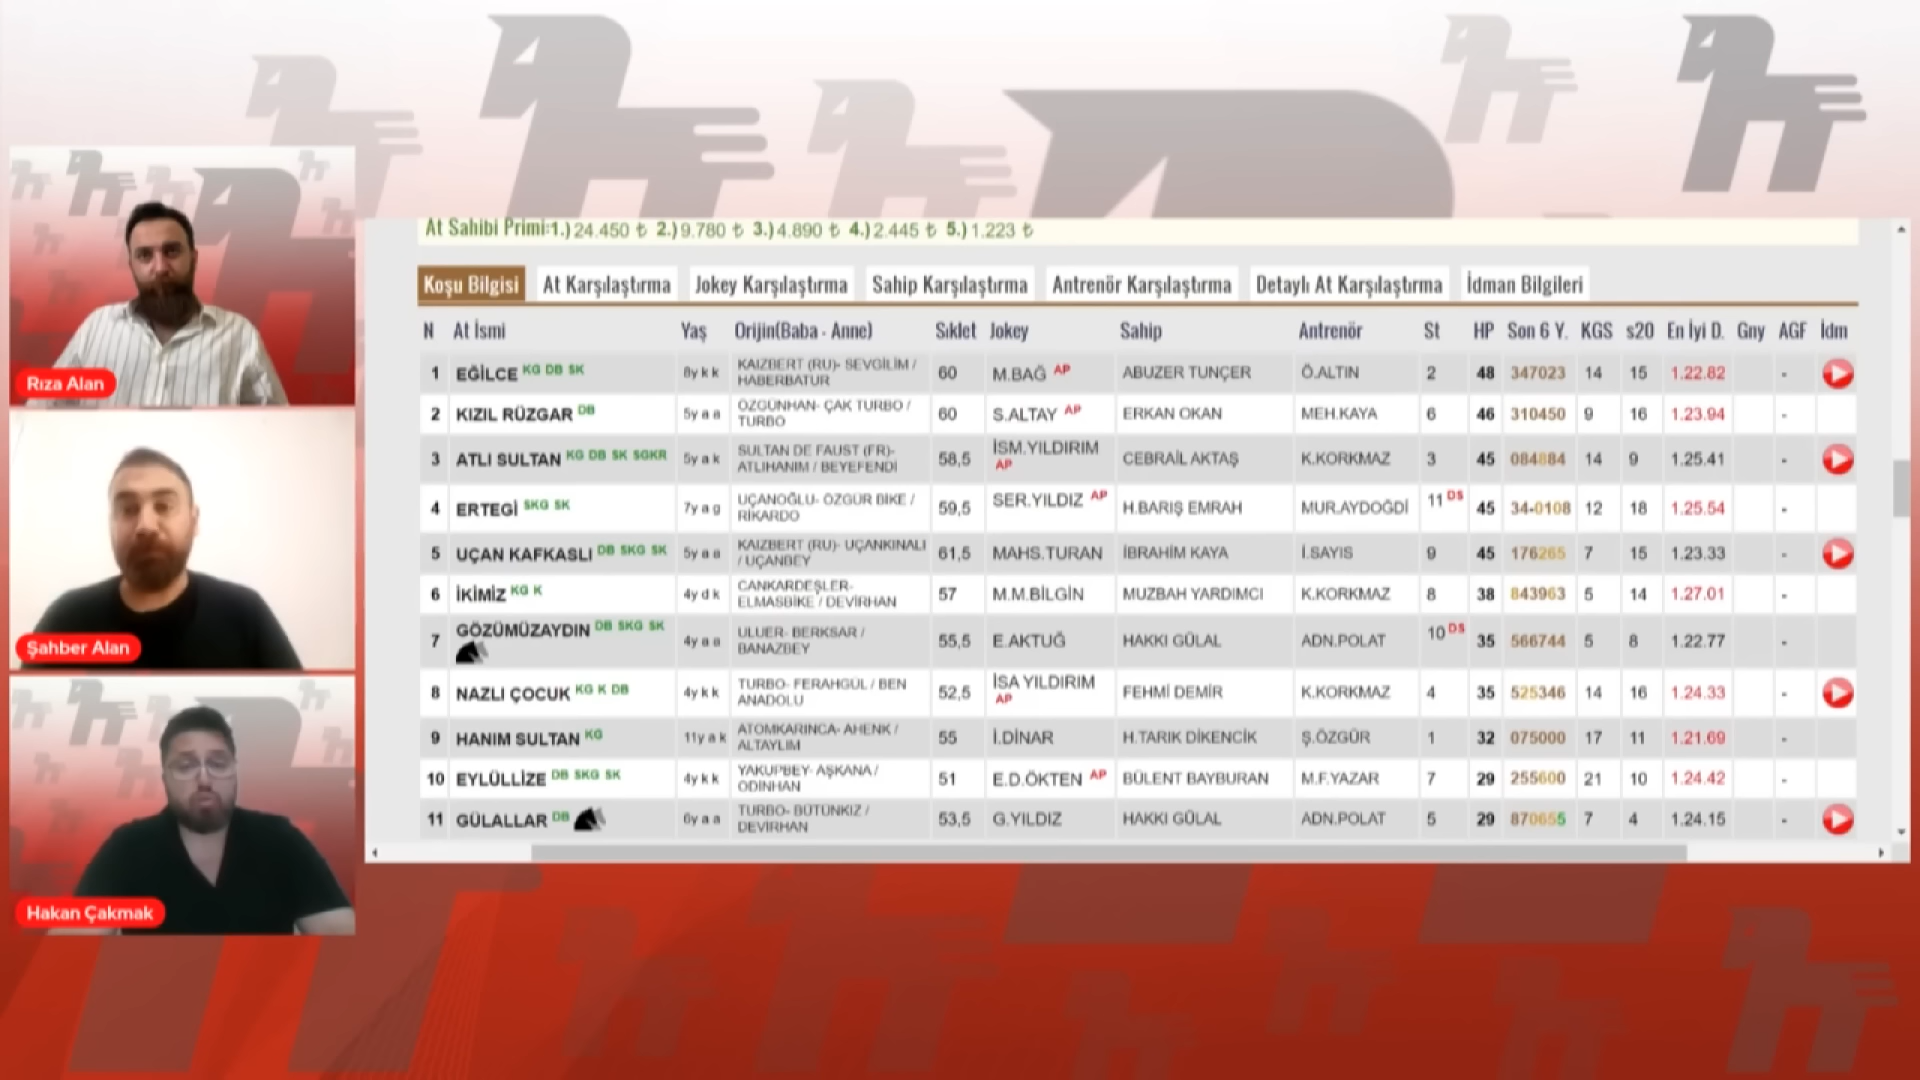 At Sahibi Primi:1.) 24.450 ₺ 2.) 9.780 ₺ 3.) 4.890 ₺ 4.) 2.445 ₺ 5.) 1.223 ₺
Koşu Bilgisi At Karşılaştırma Jokey Karşılaştırma Sahip Karşılaştırma Antrenör Karşılaştırma Detaylı At Karşılaştırma İdman Bilgileri
N At İsmi Yaş Orijin(Baba - Anne) Sıklet Jokey Sahip Antrenör St HP Son 6 Y. KGS s20 En İyi D. Gny AGF İdm
1 EĞİLCE KG DB SK 8y k k KAIZBERT (RU)- SEVGİLİM / HABERBATUR 60 M.BAĞ AP ABUZER TUNÇER Ö.ALTIN 2 48 347023 14 15 1.22.82 -
2 KIZIL RÜZGAR DB 5y a a ÖZGÜNHAN- ÇAK TURBO / TURBO 60 S.ALTAY AP ERKAN OKAN MEH.KAYA 6 46 310450 9 16 1.23.94 -
3 ATLI SULTAN KG DB SK SGKR 5y a k SULTAN DE FAUST (FR)- ATLIHANIM / BEYEFENDİ 58,5 İSM.YILDIRIM AP CEBRAİL AKTAŞ K.KORKMAZ 3 45 084884 14 9 1.25.41 -
4 ERTEGİ SKG SK 7y a g UÇANOĞLU- ÖZGÜR BİKE / RİKARDO 59,5 SER.YILDIZ AP H.BARIŞ EMRAH MUR.AYDOĞDİ 11 DS 45 34-0108 12 18 1.25.54 -
5 UÇAN KAFKASLI DB SKG SK 5y a a KAIZBERT (RU)- UÇANKINALI / UÇANBEY 61,5 MAHS.TURAN İBRAHİM KAYA İ.SAYIS 9 45 176265 7 15 1.23.33 -
6 İKİMİZ KG K 4y d k CANKARDEŞLER- ELMASBİKE / DEVİRHAN 57 M.M.BİLGİN MUZBAH YARDIMCI K.KORKMAZ 8 38 843963 5 14 1.27.01 -
7 GÖZÜMÜZAYDIN DB SKG SK 4y a a ULUER- BERKSAR / BANAZBEY 55,5 E.AKTUĞ HAKKI GÜLAL ADN.POLAT 10 DS 35 566744 5 8 1.22.77 -
8 NAZLI ÇOCUK KG K DB 4y k k TURBO- FERAHGÜL / BEN ANADOLU 52,5 İSA YILDIRIM AP FEHMİ DEMİR K.KORKMAZ 4 35 525346 14 16 1.24.33 -
9 HANIM SULTAN KG 11y a k ATOMKARINCA- AHENK / ALTAYLIM 55 İ.DİNAR H.TARIK DİKENCİK Ş.ÖZGÜR 1 32 075000 17 11 1.21.69 -
10 EYLÜLLİZE DB SKG SK 4y k k YAKUPBEY- AŞKANA / ODİNHAN 51 E.D.ÖKTEN AP BÜLENT BAYBURAN M.F.YAZAR 7 29 255600 21 10 1.24.42 -
11 GÜLALLAR DB 6y a a TURBO- BÜTÜNKIZ / DEVİRHAN 53,5 G.YILDIZ HAKKI GÜLAL ADN.POLAT 5 29 870655 7 4 1.24.15 -
Rıza Alan
Şahber Alan
Hakan Çakmak